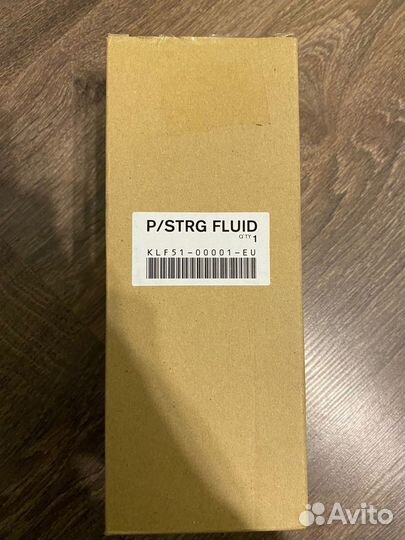 P/STRG FLUID
Q'TY 1
KLF51-00001-EU
Avito